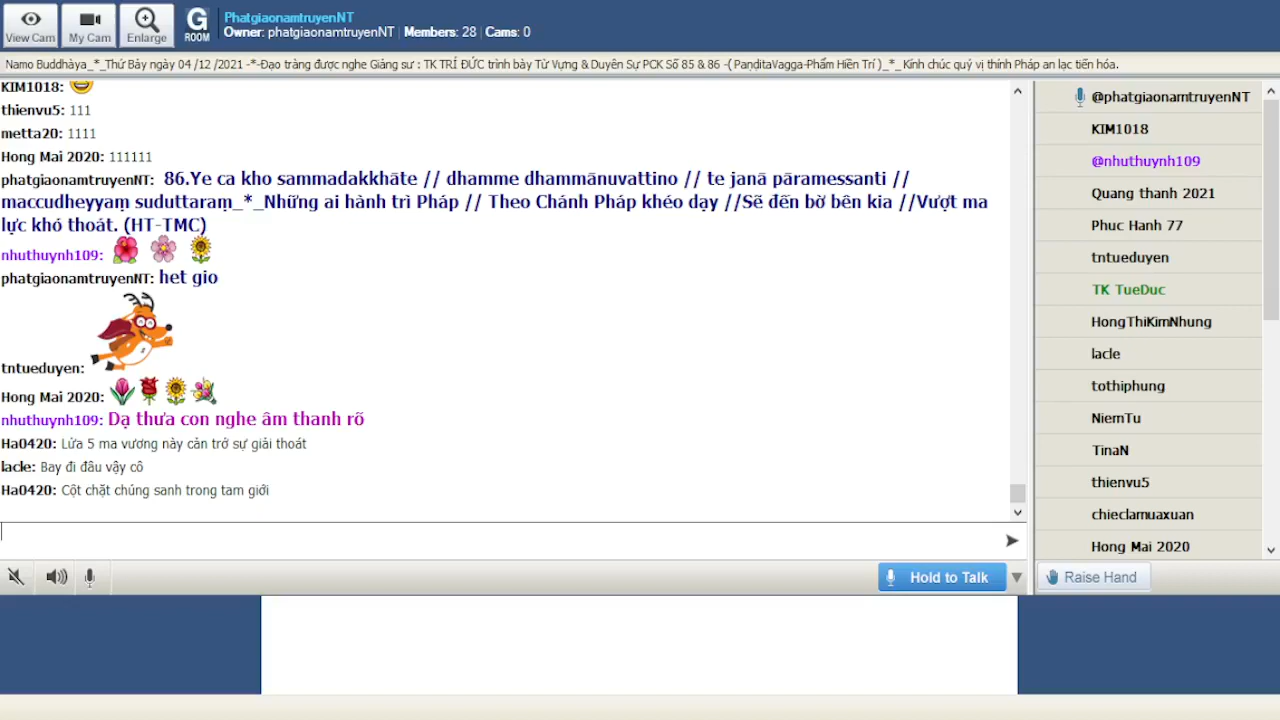 View Cam
My Cam
Enlarge
G
ROOM
PhatgiaonamtruyenNT
Owner: phatgiaonamtruyenNT | Members: 28 | Cams: 0
Namo Buddhàya_*_Thứ Bảy ngày 04 /12 /2021 -*-Đạo tràng được nghe Giảng sư : TK TRÍ ĐỨC trình bày Từ Vựng & Duyên Sự PCK Số 85 & 86 -( PaṇḍitaVagga-Phẩm Hiền Trí )_*_ Kính chúc quý vị thính Pháp an lạc tiến hóa.
KIM1018:
thienvu5: 111
metta20: 1111
Hong Mai 2020: 111111
phatgiaonamtruyenNT: 86.Ye ca kho sammadakkhāte // dhamme dhammānuvattino // te janā pāramessanti //
maccudheyyaṃ suduttaraṃ_*_Những ai hành trì Pháp // Theo Chánh Pháp khéo dạy //Sẽ đến bờ bên kia //Vượt ma
lực khó thoát. (HT-TMC)
nhuthuynh109:
phatgiaonamtruyenNT: het gio
tntueduyen:
Hong Mai 2020:
nhuthuynh109: Dạ thưa con nghe âm thanh rõ
Ha0420: Lửa 5 ma vương này cản trở sự giải thoát
lacle: Bay đi đâu vậy cô
Ha0420: Cột chặt chúng sanh trong tam giới
Hold to Talk
@phatgiaonamtruyenNT
KIM1018
@nhuthuynh109
Quang thanh 2021
Phuc Hanh 77
tntueduyen
TK TueDuc
HongThiKimNhung
lacle
tothiphung
NiemTu
TinaN
thienvu5
chieclamuaxuan
Hong Mai 2020
Raise Hand